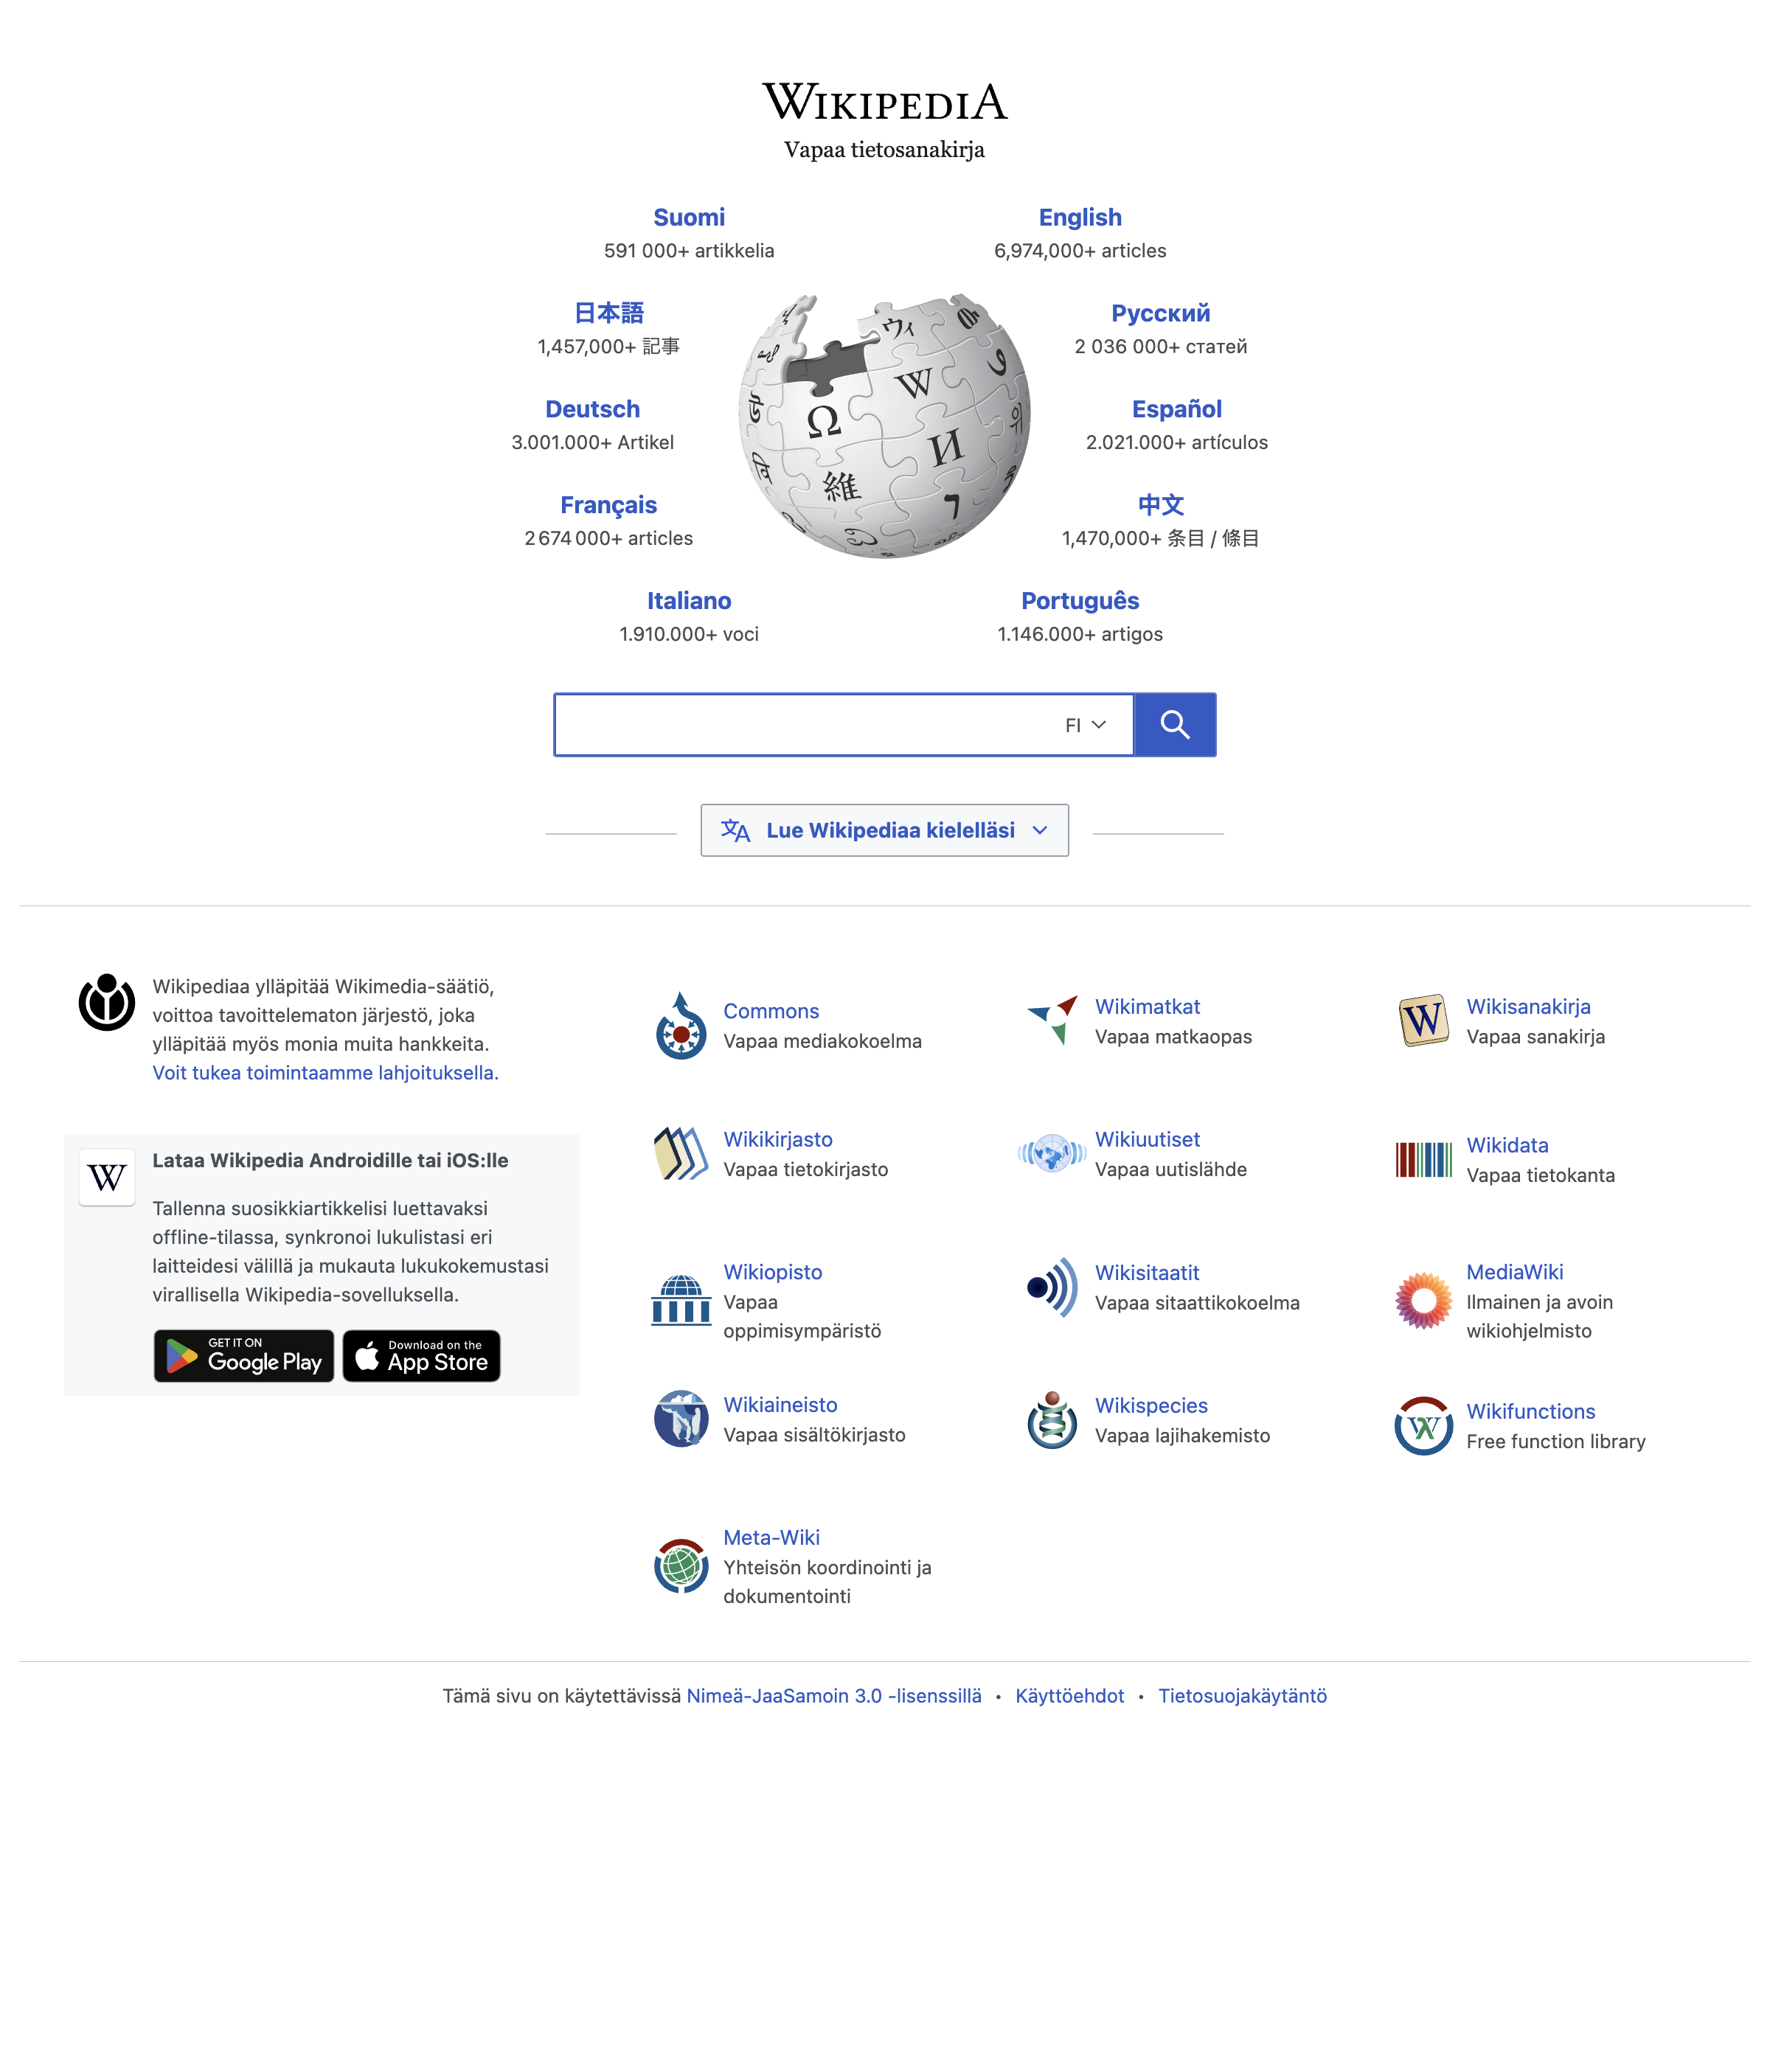 WIKIPEDIA
Vapaa tietosanakirja
Suomi
591 000+ artikkelia
English
6,974,000+ articles
日本語
1,457,000+ 記事
Русский
2 036 000+ статей
Deutsch
3.001.000+ Artikel
Español
2.021.000+ artículos
Français
2 674 000+ articles
中文
1,470,000+ 条目 / 條目
Italiano
1.910.000+ voci
Português
1.146.000+ artigos
Ω
W
И
維
ウィ
위
FI
Lue Wikipediaa kielelläsi
Wikipediaa ylläpitää Wikimedia-säätiö,
voittoa tavoittelematon järjestö, joka
ylläpitää myös monia muita hankkeita.
Voit tukea toimintaamme lahjoituksella.
W
Lataa Wikipedia Androidille tai iOS:lle
Tallenna suosikkiartikkelisi luettavaksi
offline-tilassa, synkronoi lukulistasi eri
laitteidesi välillä ja mukauta lukukokemustasi
virallisella Wikipedia-sovelluksella.
GET IT ON
Google Play
Download on the
App Store
Commons
Vapaa mediakokoelma
Wikimatkat
Vapaa matkaopas
W
Wikisanakirja
Vapaa sanakirja
Wikikirjasto
Vapaa tietokirjasto
Wikiuutiset
Vapaa uutislähde
Wikidata
Vapaa tietokanta
Wikiopisto
Vapaa
oppimisympäristö
Wikisitaatit
Vapaa sitaattikokoelma
MediaWiki
Ilmainen ja avoin
wikiohjelmisto
Wikiaineisto
Vapaa sisältökirjasto
Wikispecies
Vapaa lajihakemisto
Wikifunctions
Free function library
Meta-Wiki
Yhteisön koordinointi ja
dokumentointi
Tämä sivu on käytettävissä Nimeä-JaaSamoin 3.0 -lisenssillä • Käyttöehdot • Tietosuojakäytäntö